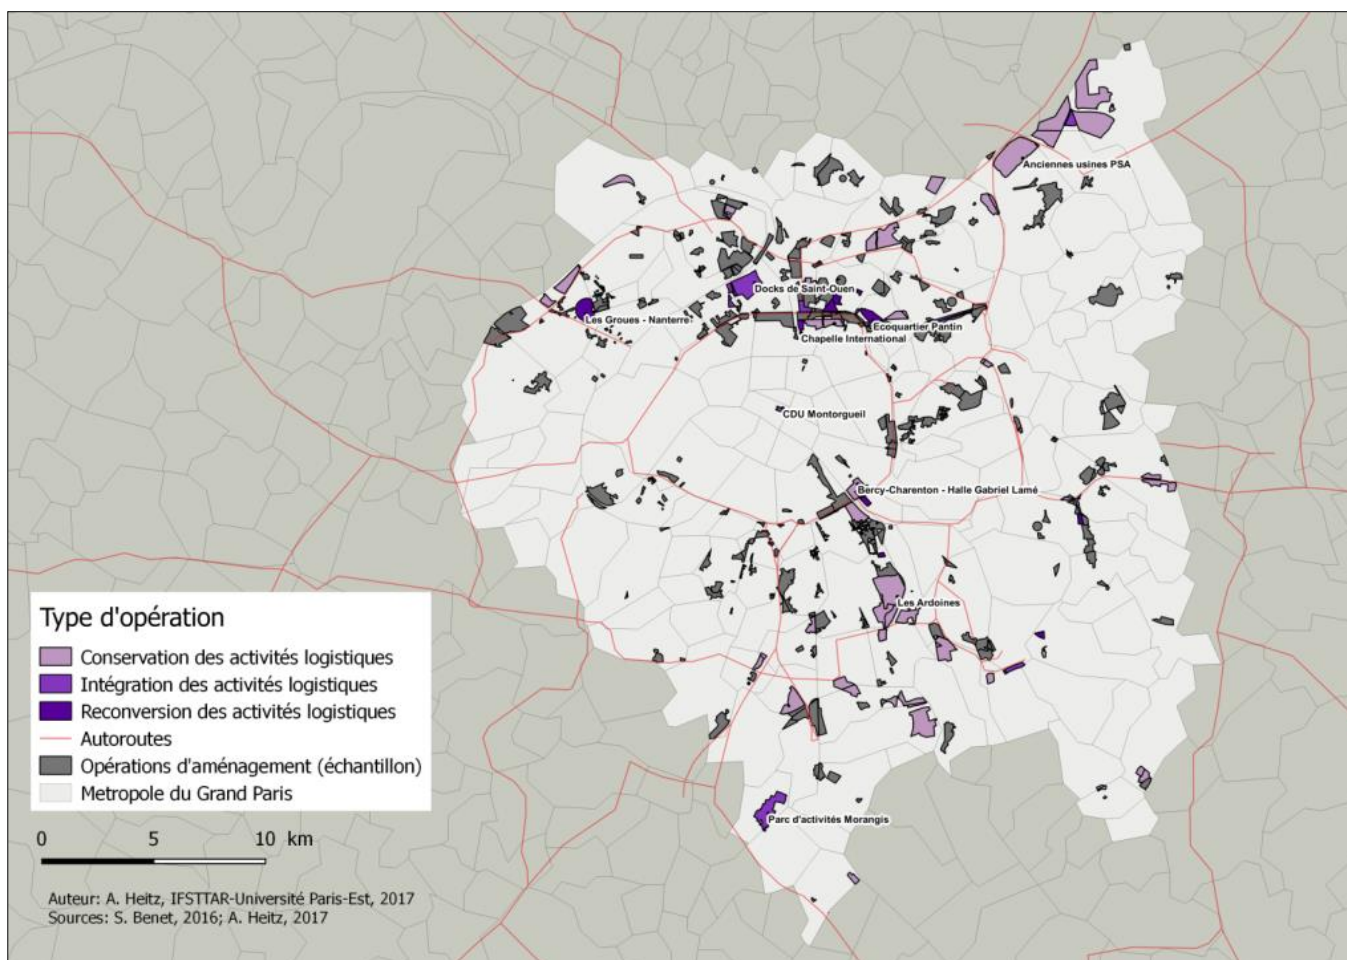 Anciennes usines PSA
Docks de Saint-Ouen
Les Groues - Nanterre
Ecoquartier Pantin
Chapelle International
CDU Montorgueil
Bercy-Charenton - Halle Gabriel Lamé
Les Ardoines
Parc d'activités Morangis
Type d'opération
Conservation des activités logistiques
Intégration des activités logistiques
Reconversion des activités logistiques
Autoroutes
Opérations d'aménagement (échantillon)
Metropole du Grand Paris
0 5 10 km
Auteur: A. Heitz, IFSTTAR-Université Paris-Est, 2017
Sources: S. Benet, 2016; A. Heitz, 2017